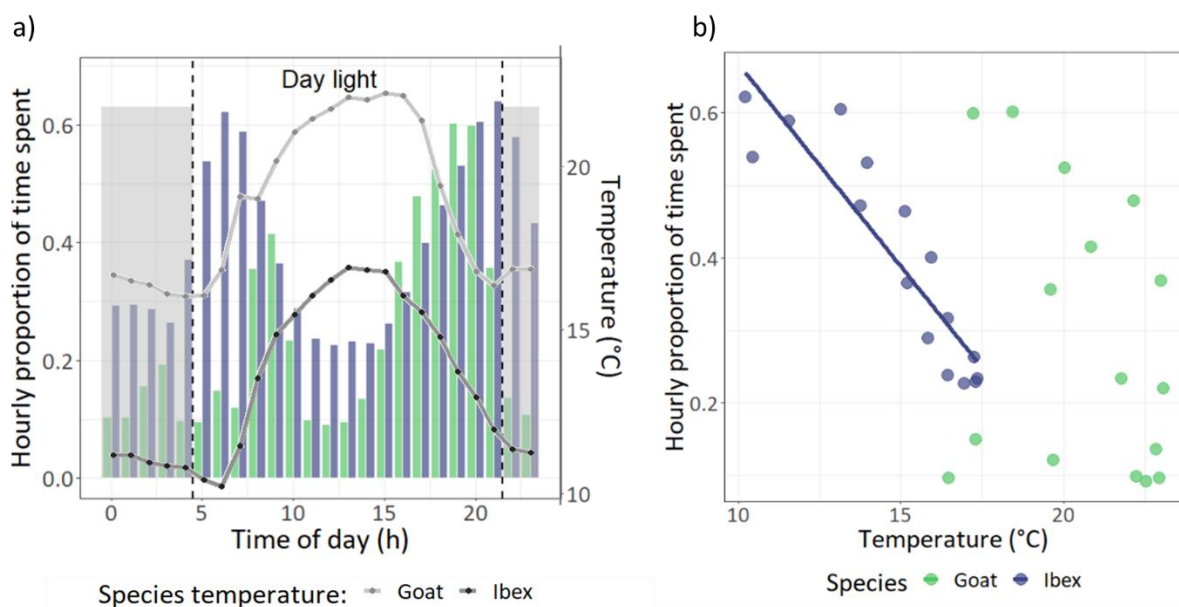 a)
Day light
Hourly proportion of time spent
0.6
0.4
0.2
0.0
20
15
10
Temperature (°C)
0 5 10 15 20
Time of day (h)
Species temperature: Goat Ibex
b)
Hourly proportion of time spent
0.6
0.4
0.2
10 15 20
Temperature (°C)
Species Goat Ibex